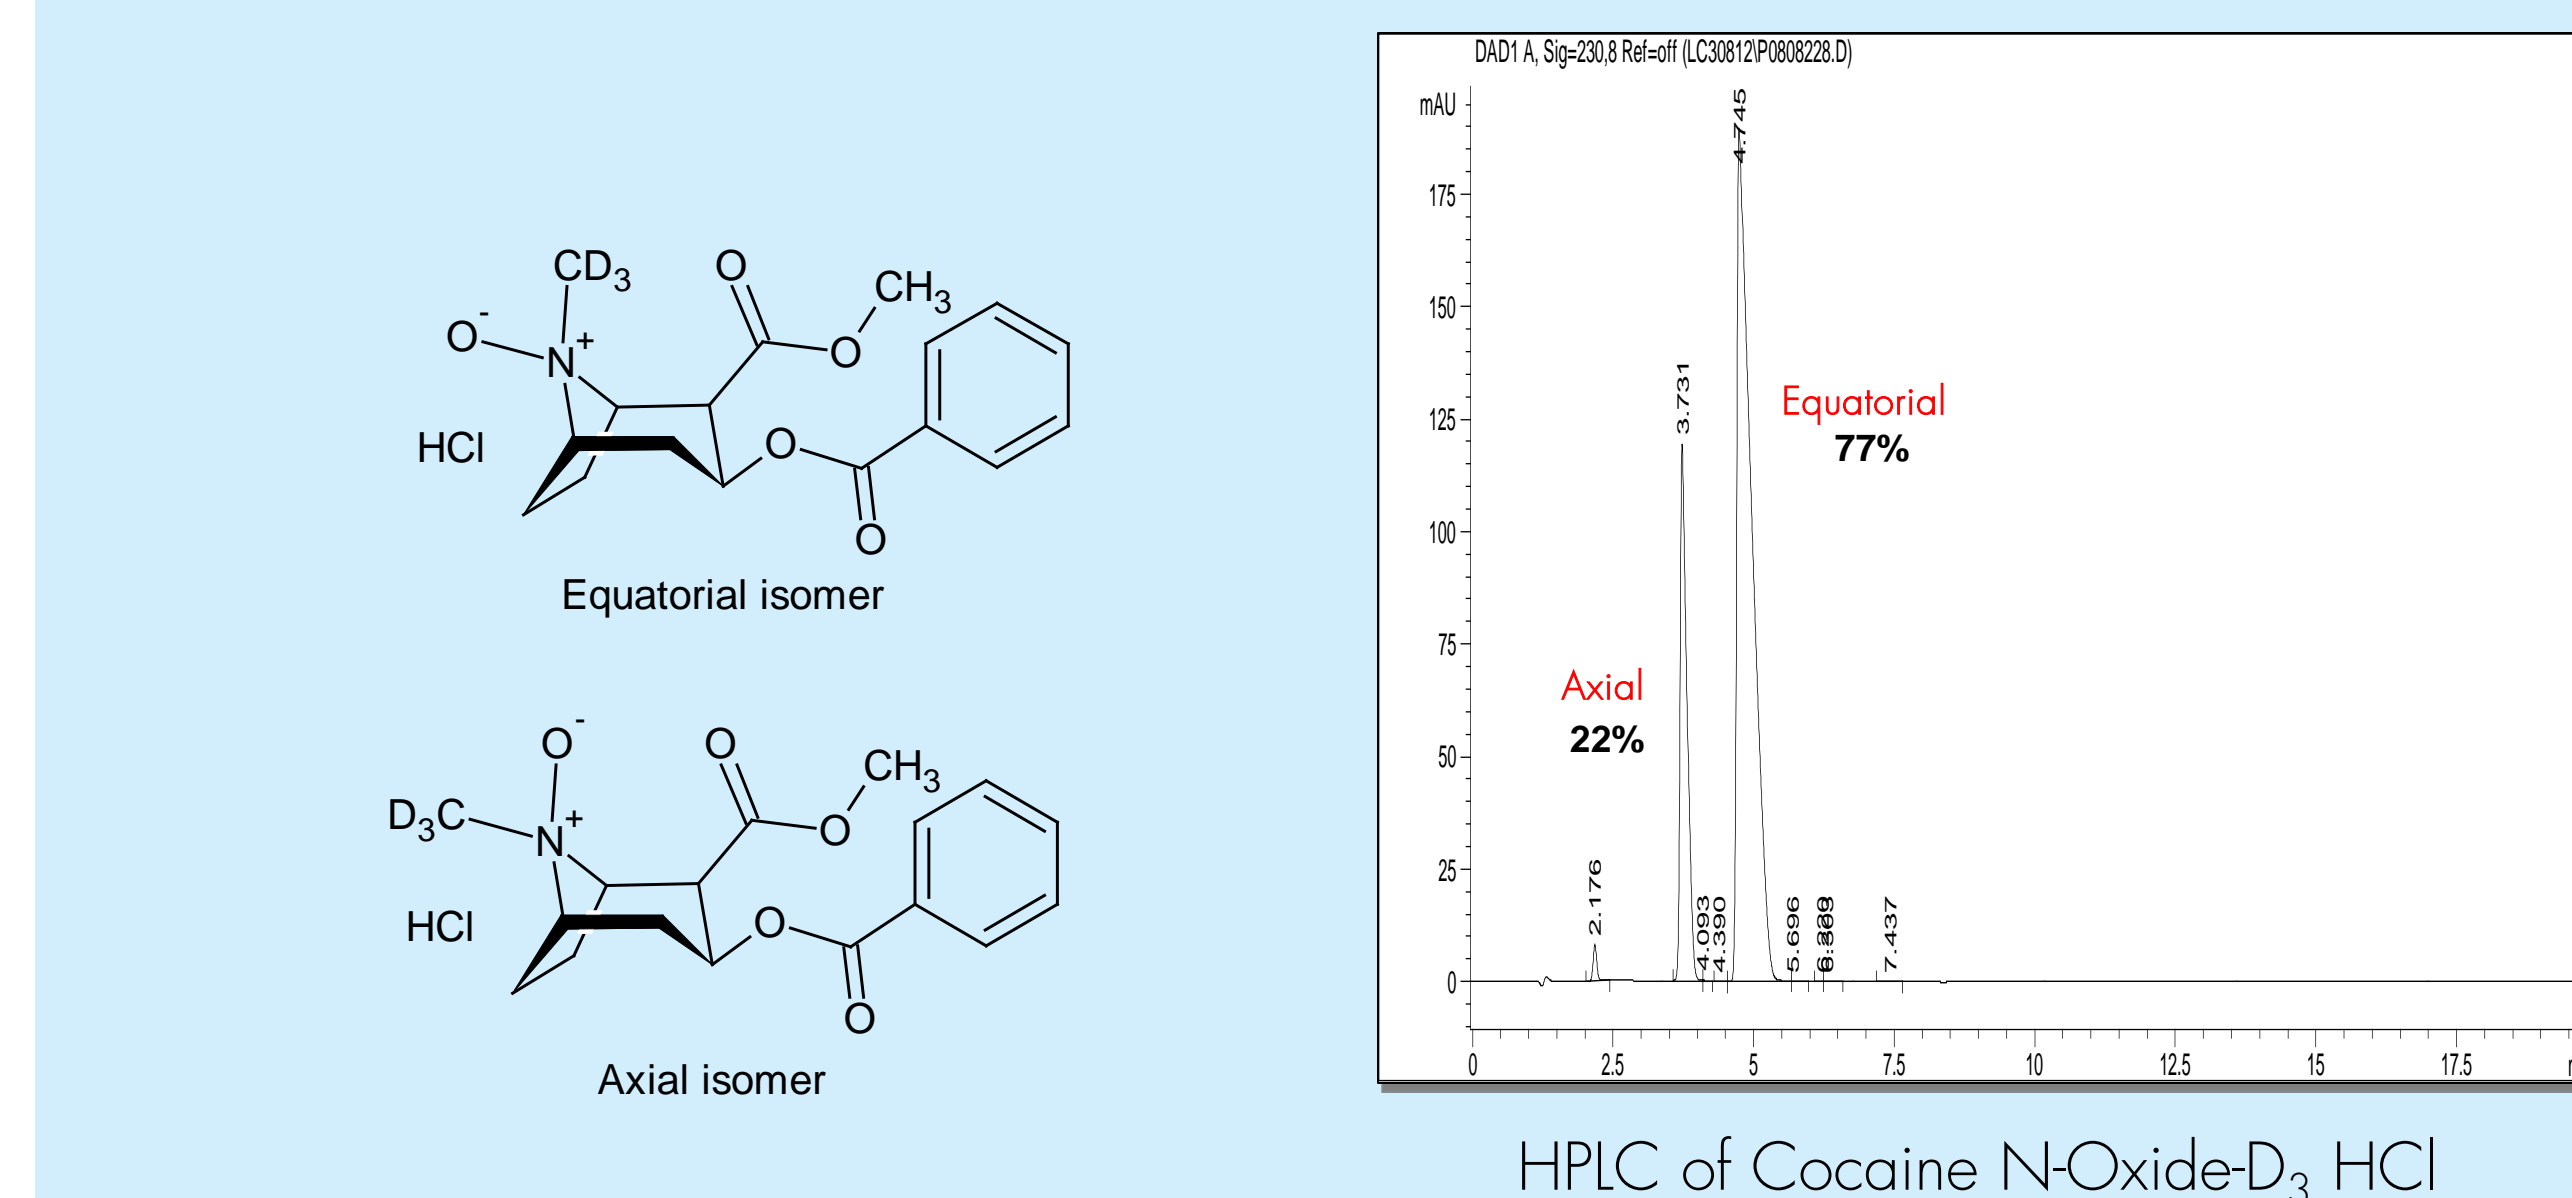 CD3
O-
N+
HCl
O
CH3
O
O
O
Equatorial isomer
O-
D3C
N+
HCl
O
CH3
O
O
O
Axial isomer
DAD1 A, Sig=230,8 Ref=off (LC30812\P0808228.D)
mAU
175
150
125
100
75
50
25
0
4.745
3.731
Equatorial
77%
Axial
22%
2.176
4.093
4.390
5.696
7.437
0
2.5
5
7.5
10
12.5
15
17.5
HPLC of Cocaine N-Oxide-D3 HCl